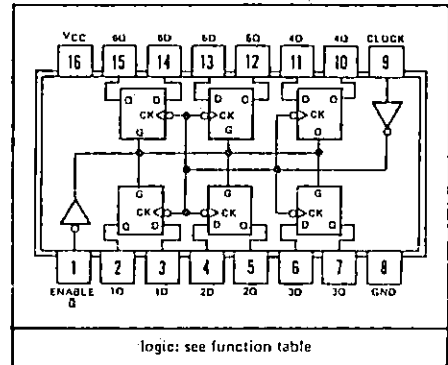 VCC 6Q 6D 5D 5Q 4D 4Q CLOCK
16 15 14 13 12 11 10 9
Q D D Q D Q
CK CK CK
G G G
G G G
CK CK CK
Q D D Q D Q
1 2 3 4 5 6 7 8
ENABLE 1Q 1D 2D 2Q 3D 3Q GND
G
logic: see function table